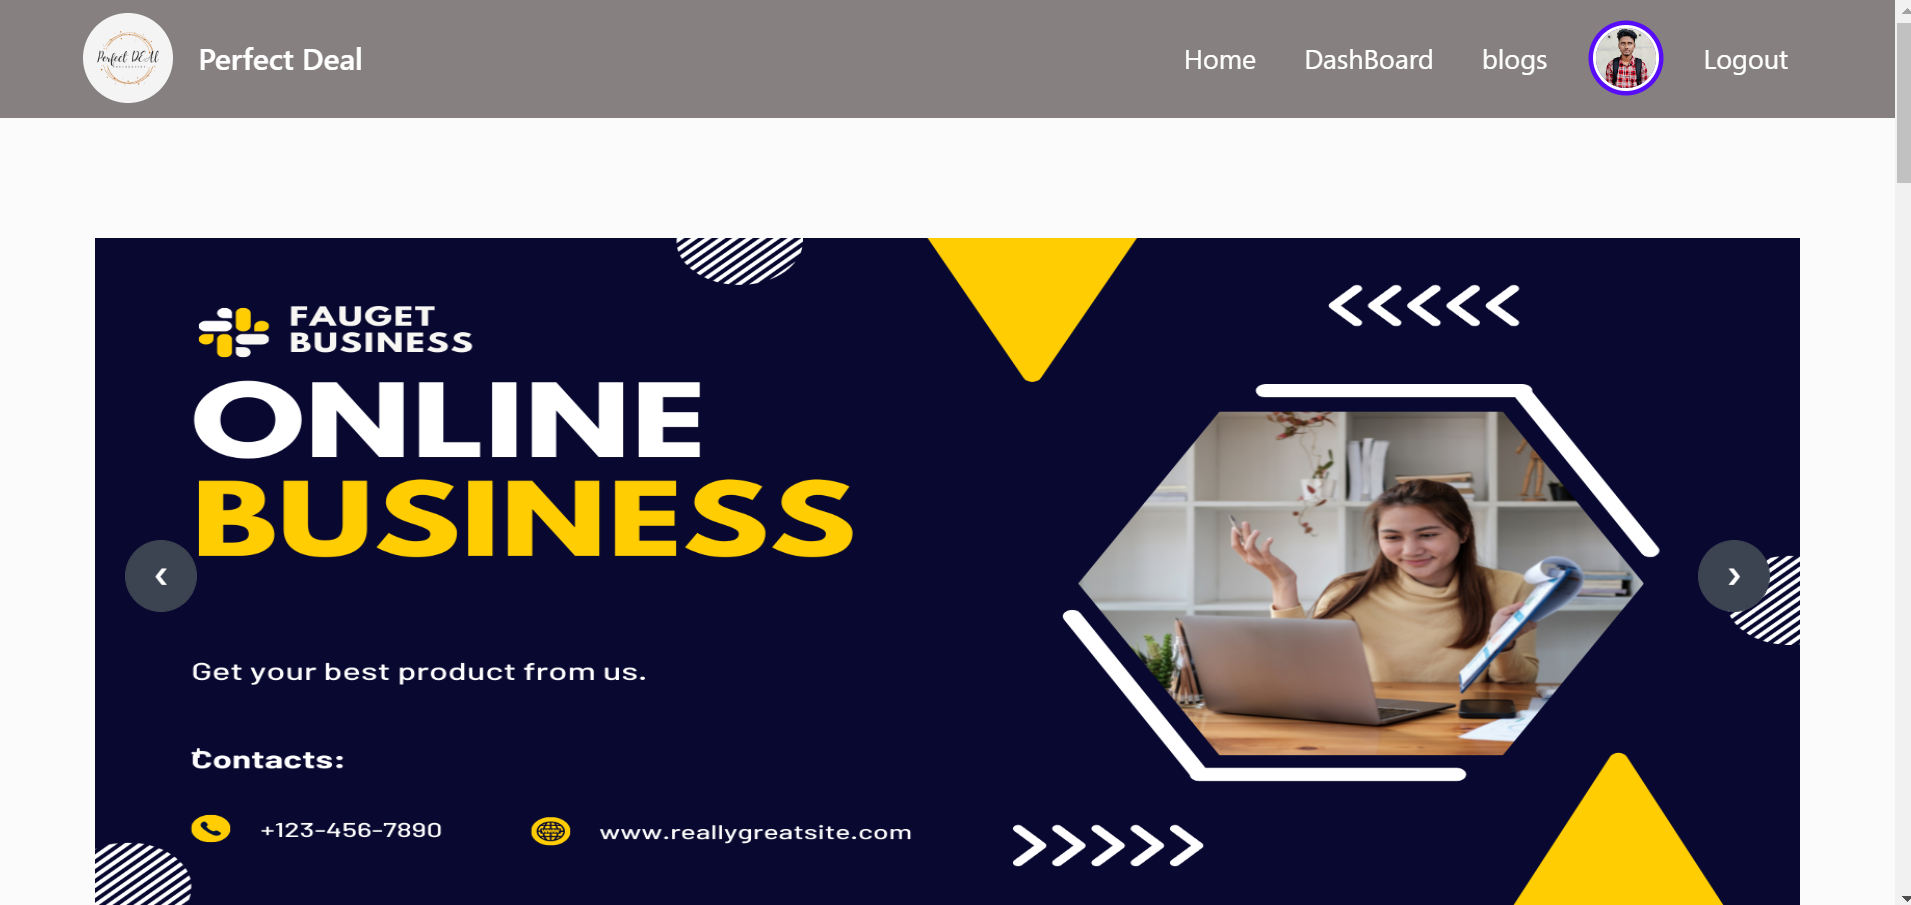 Perfect DEAL
Perfect Deal
Home
DashBoard
blogs
Logout
FAUGET
BUSINESS
ONLINE
BUSINESS
Get your best product from us.
Contacts:
+123-456-7890
www.reallygreatsite.com